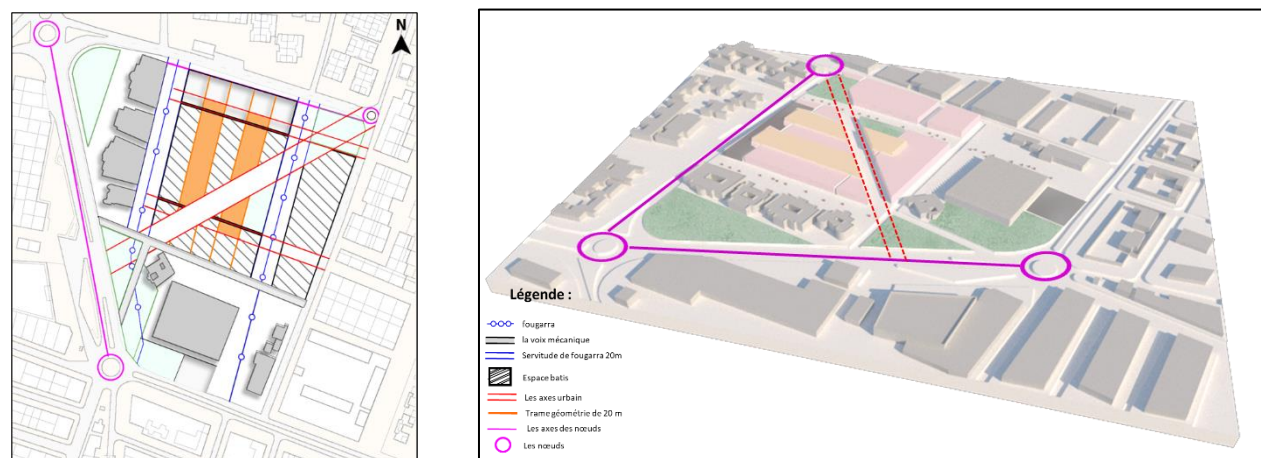 N
Légende :
fougarra
la voix mécanique
Servitude de fougarra 20m
Espace batis
Les axes urbain
Trame géométrie de 20 m
Les axes des nœuds
Les nœuds